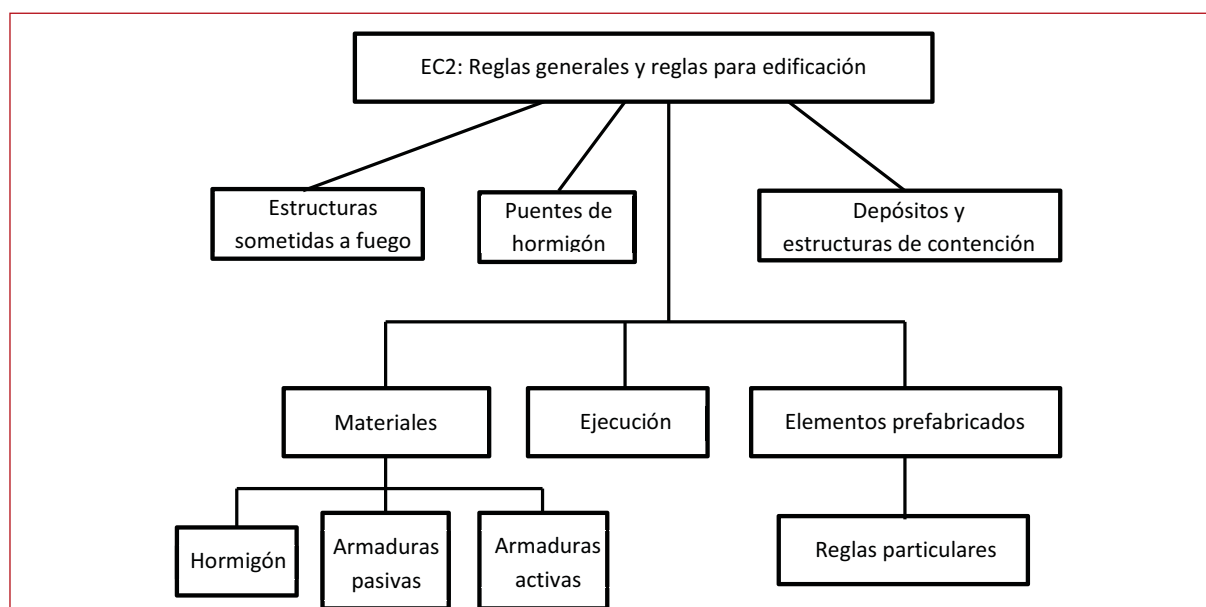 EC2: Reglas generales y reglas para edificación
Estructuras
sometidas a fuego
Puentes de
hormigón
Depósitos y
estructuras de contención
Materiales
Ejecución
Elementos prefabricados
Hormigón
Armaduras
pasivas
Armaduras
activas
Reglas particulares